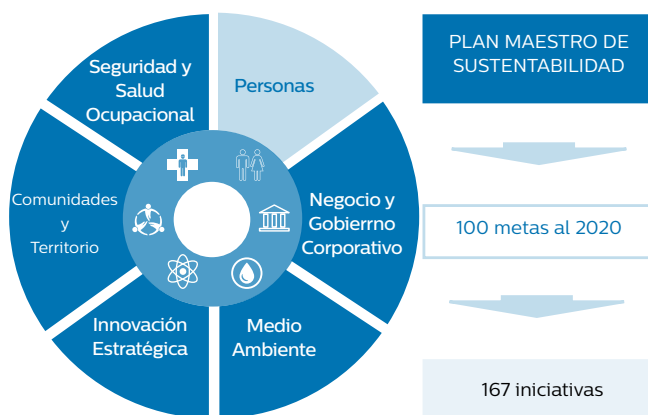 Seguridad y
Salud
Ocupacional
Personas
Negocio y
Gobierrno
Corporativo
Medio
Ambiente
Innovación
Estratégica
Comunidades
y
Territorio
PLAN MAESTRO DE
SUSTENTABILIDAD
100 metas al 2020
167 iniciativas